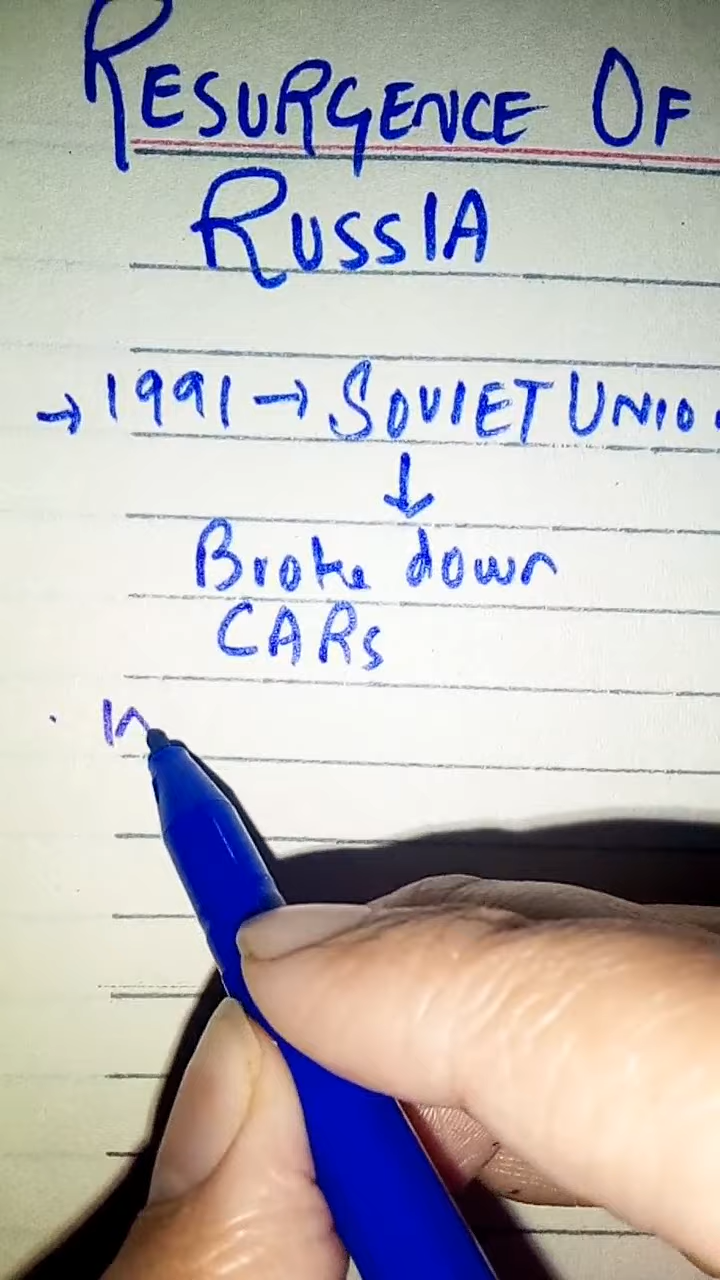 RESURGENCE OF
RUSSIA
→ 1991 → SOVIET UNIO
↓
Broke down
CARs